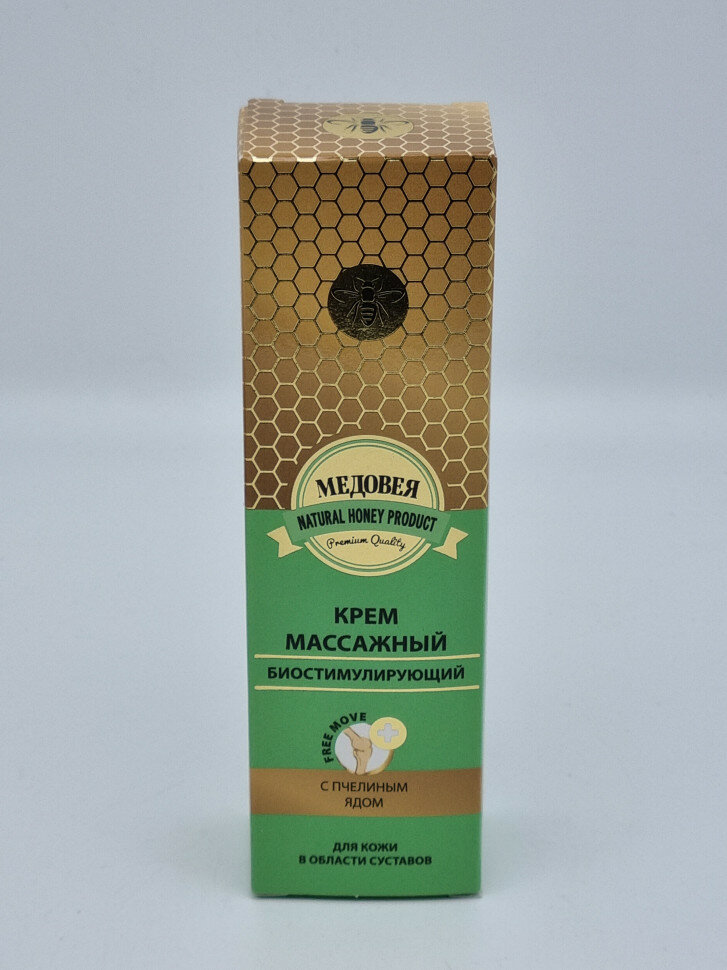 МЕДОВЕЯ
NATURAL HONEY PRODUCT
Premium Quality
КРЕМ
МАССАЖНЫЙ
БИОСТИМУЛИРУЮЩИЙ
FREE MOVE
С ПЧЕЛИНЫМ
ЯДОМ
ДЛЯ КОЖИ
В ОБЛАСТИ СУСТАВОВ